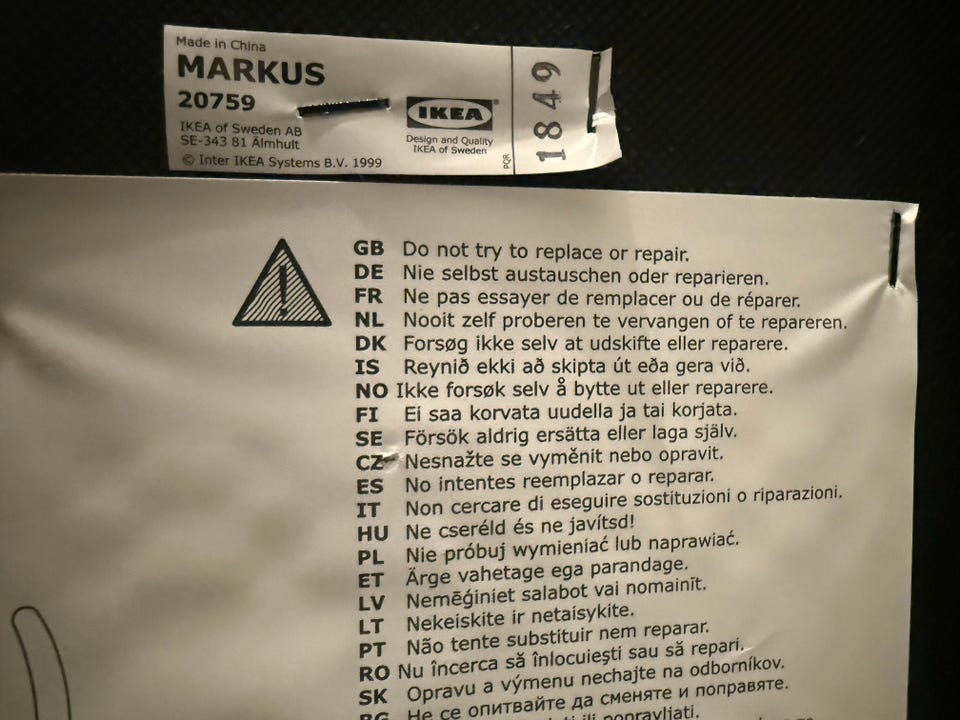 Made in China
MARKUS
20759
IKEA of Sweden AB
SE-343 81 Älmhult
© Inter IKEA Systems B.V. 1999
IKEA
Design and Quality
IKEA of Sweden
PQR
1849
GB Do not try to replace or repair.
DE Nie selbst austauschen oder reparieren.
FR Ne pas essayer de remplacer ou de réparer.
NL Nooit zelf proberen te vervangen of te repareren.
DK Forsøg ikke selv at udskifte eller reparere.
IS Reynið ekki að skipta út eða gera við.
NO Ikke forsøk selv å bytte ut eller reparere.
FI Ei saa korvata uudella ja tai korjata.
SE Försök aldrig ersätta eller laga själv.
CZ Nesnažte se vyměnit nebo opravit.
ES No intentes reemplazar o reparar.
IT Non cercare di eseguire sostituzioni o riparazioni.
HU Ne cseréld és ne javítsd!
PL Nie próbuj wymieniać lub naprawiać.
ET Ärge vahetage ega parandage.
LV Nemēģiniet salabot vai nomainīt.
LT Nekeiskite ir netaisykite.
PT Não tente substituir nem reparar.
RO Nu încerca să înlocuieşti sau să repari.
SK Opravu a výmenu nechajte na odborníkov.
BG Не се опитвайте да сменяте и поправяте.
ili popravljati.